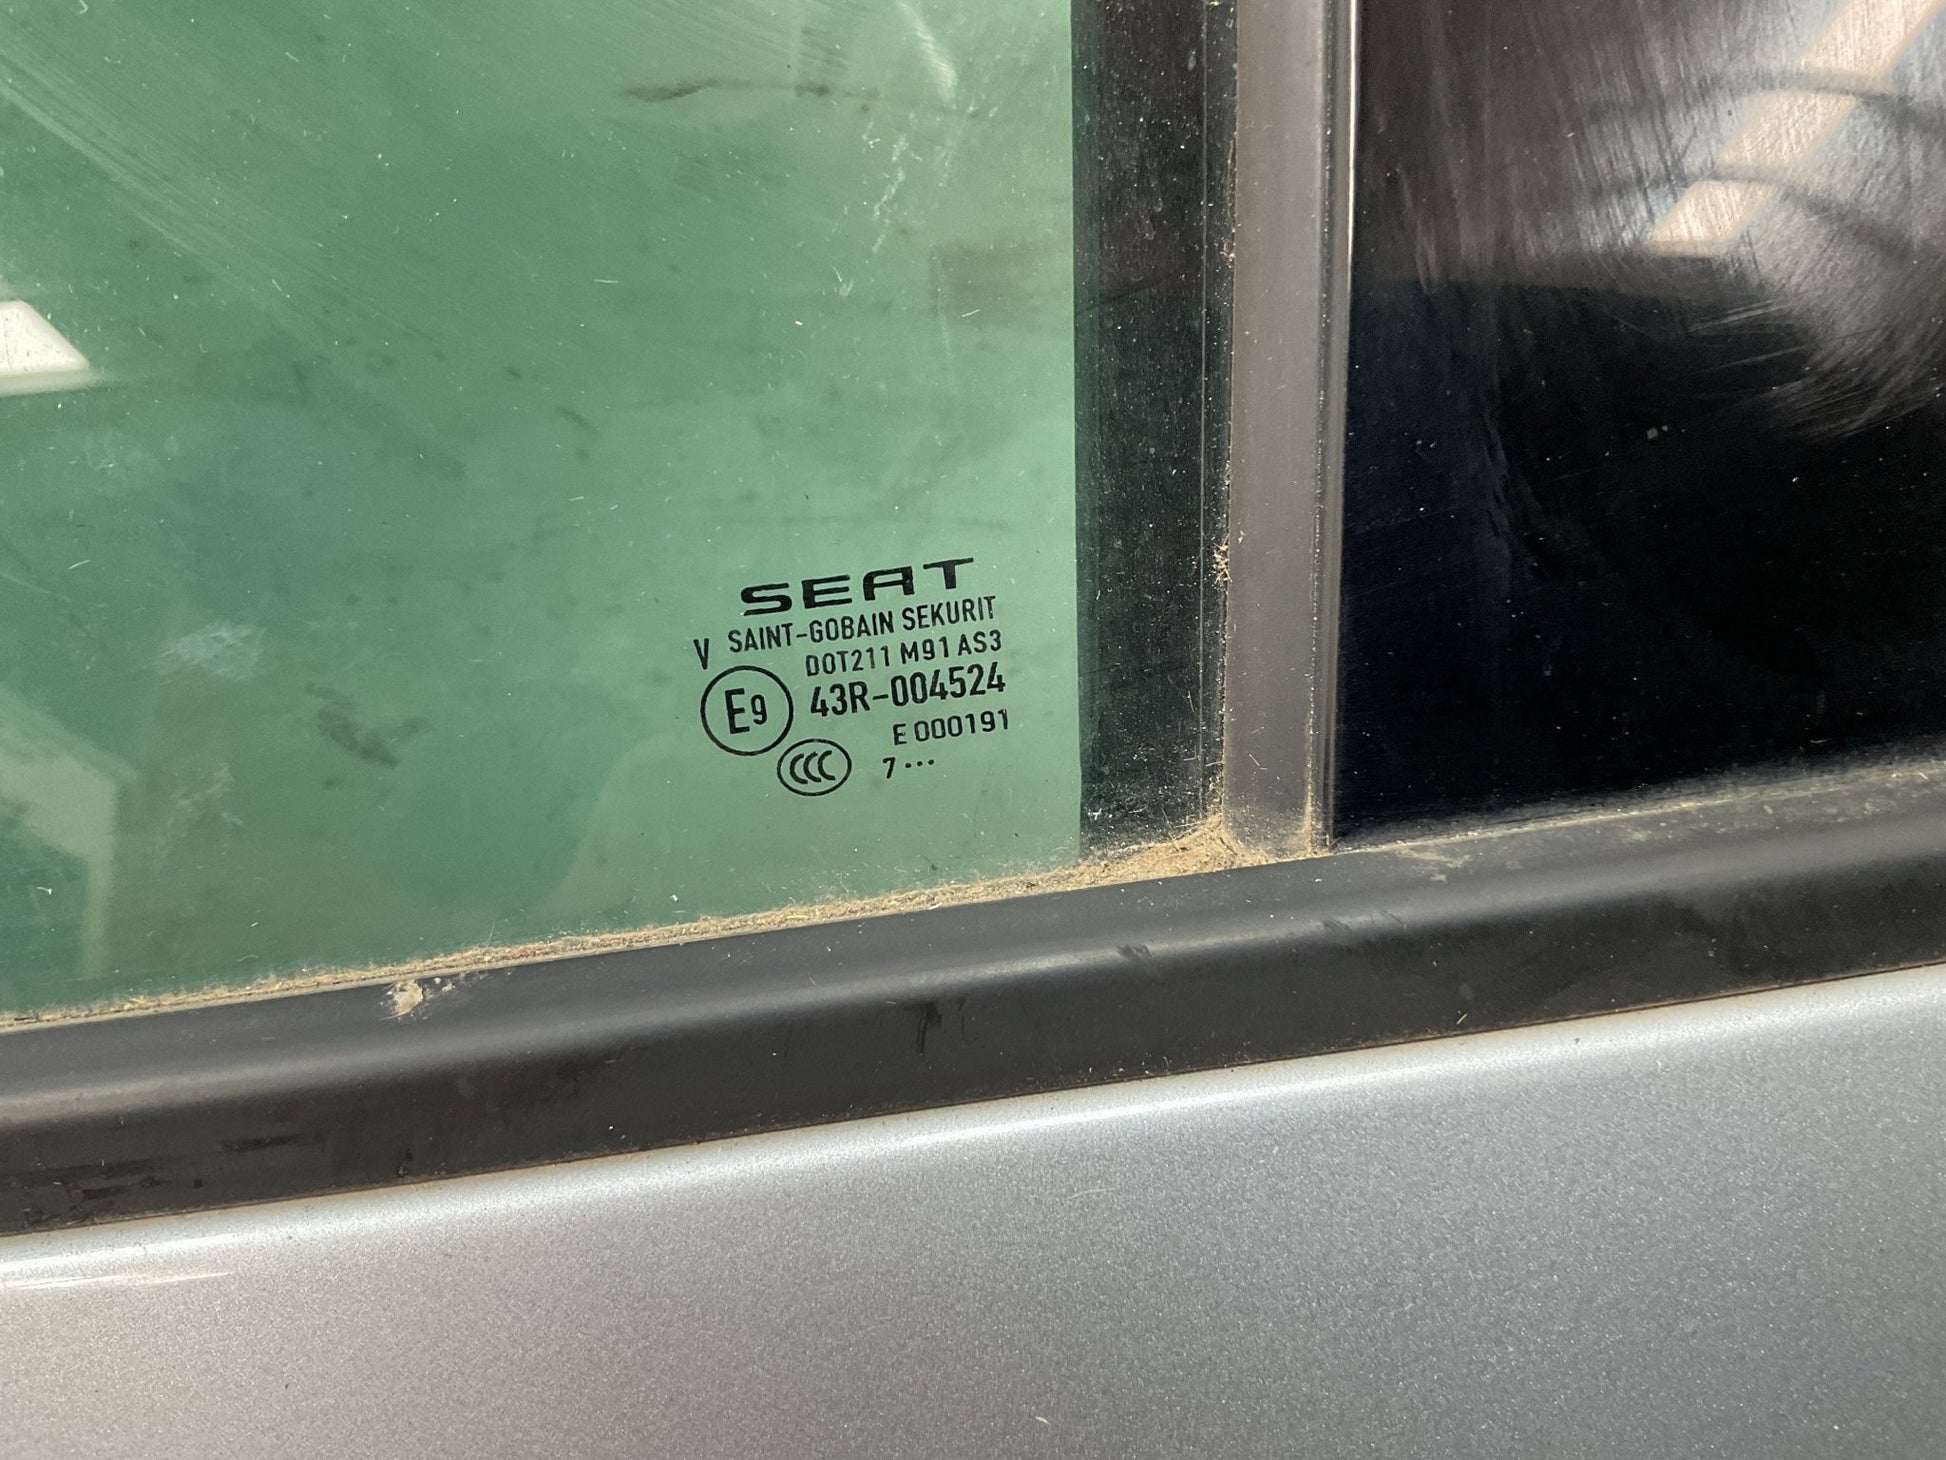 SEAT
V SAINT-GOBAIN SEKURIT
DOT211 M91 AS3
E9 43R-004524
E 000191
CCC 7 ...